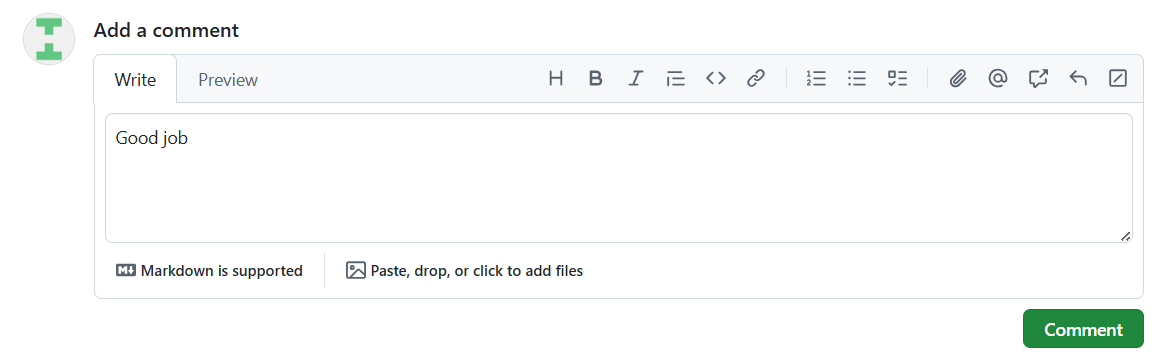 Add a comment
Write Preview
Good job
Markdown is supported Paste, drop, or click to add files
Comment